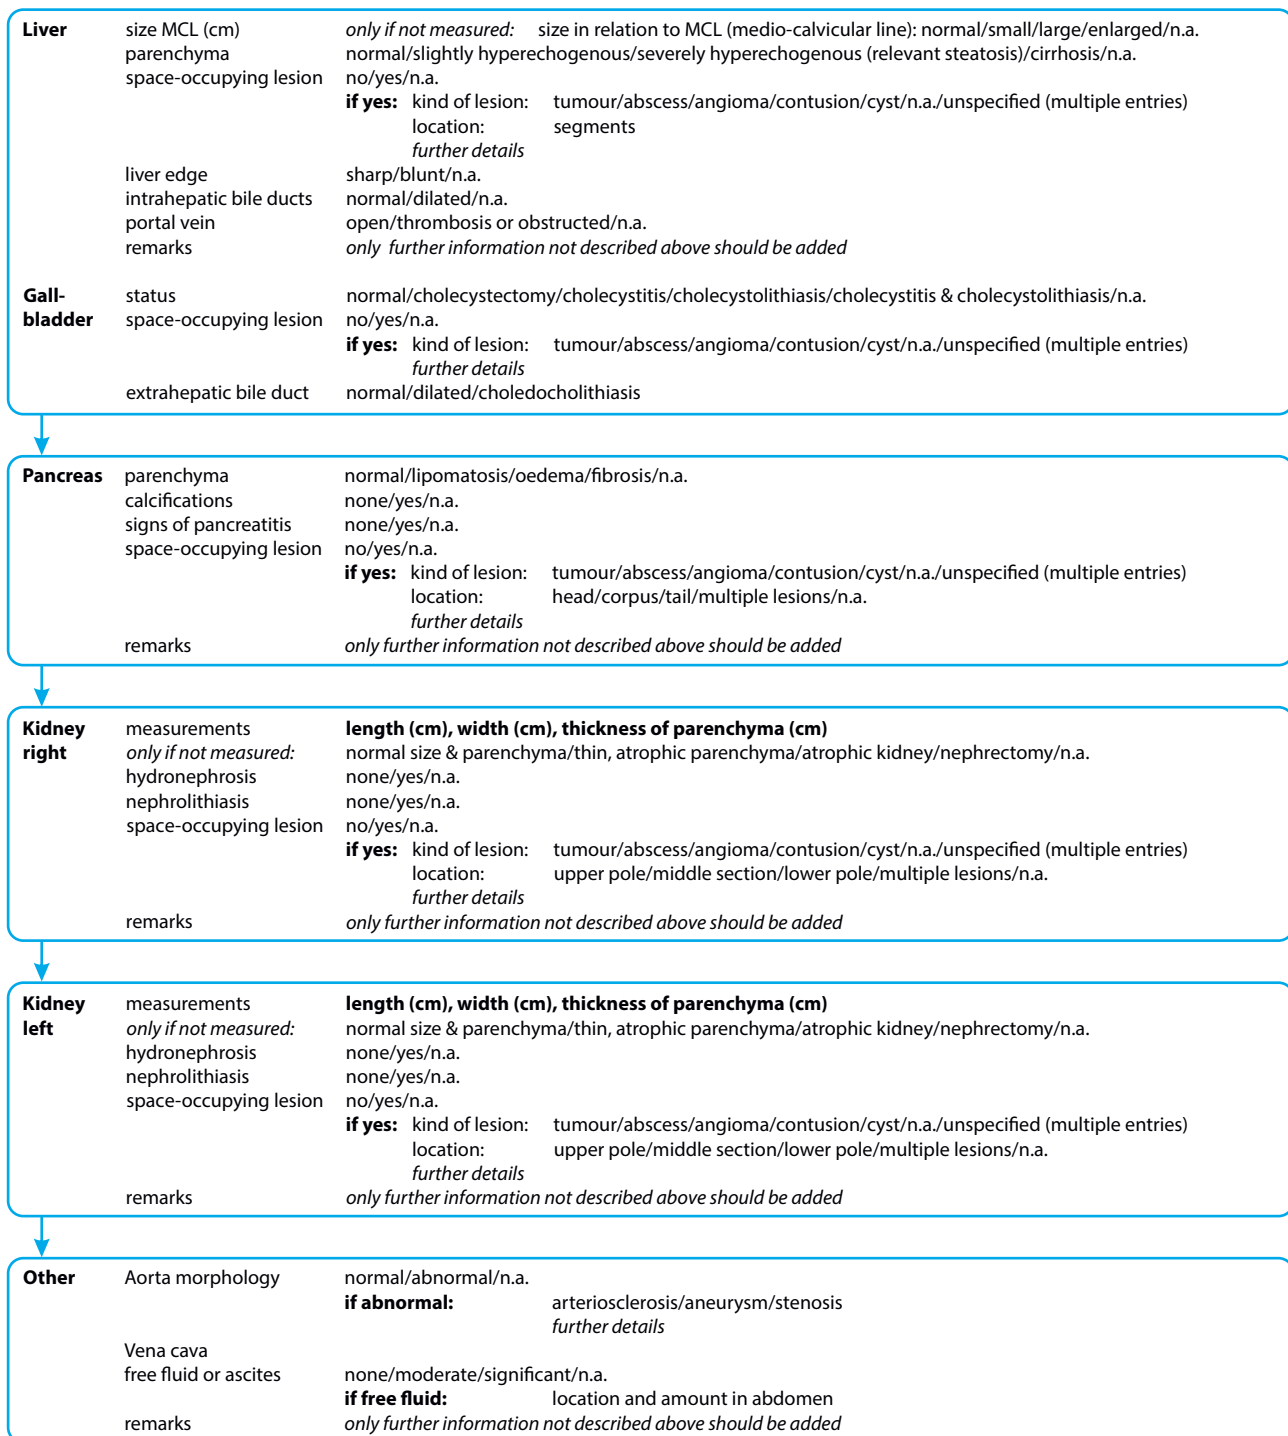 Liver size MCL (cm) only if not measured: size in relation to MCL (medio-calvicular line): normal/small/large/enlarged/n.a.
parenchyma normal/slightly hyperechogenous/severely hyperechogenous (relevant steatosis)/cirrhosis/n.a.
space-occupying lesion no/yes/n.a.
if yes: kind of lesion: tumour/abscess/angioma/contusion/cyst/n.a./unspecified (multiple entries)
location: segments
further details
liver edge sharp/blunt/n.a.
intrahepatic bile ducts normal/dilated/n.a.
portal vein open/thrombosis or obstructed/n.a.
remarks only further information not described above should be added
Gall- status normal/cholecystectomy/cholecystitis/cholecystolithiasis/cholecystitis & cholecystolithiasis/n.a.
bladder space-occupying lesion no/yes/n.a.
if yes: kind of lesion: tumour/abscess/angioma/contusion/cyst/n.a./unspecified (multiple entries)
further details
extrahepatic bile duct normal/dilated/choledocholithiasis
Pancreas parenchyma normal/lipomatosis/oedema/fibrosis/n.a.
calcifications none/yes/n.a.
signs of pancreatitis none/yes/n.a.
space-occupying lesion no/yes/n.a.
if yes: kind of lesion: tumour/abscess/angioma/contusion/cyst/n.a./unspecified (multiple entries)
location: head/corpus/tail/multiple lesions/n.a.
further details
remarks only further information not described above should be added
Kidney measurements length (cm), width (cm), thickness of parenchyma (cm)
right only if not measured: normal size & parenchyma/thin, atrophic parenchyma/atrophic kidney/nephrectomy/n.a.
hydronephrosis none/yes/n.a.
nephrolithiasis none/yes/n.a.
space-occupying lesion no/yes/n.a.
if yes: kind of lesion: tumour/abscess/angioma/contusion/cyst/n.a./unspecified (multiple entries)
location: upper pole/middle section/lower pole/multiple lesions/n.a.
further details
remarks only further information not described above should be added
Kidney measurements length (cm), width (cm), thickness of parenchyma (cm)
left only if not measured: normal size & parenchyma/thin, atrophic parenchyma/atrophic kidney/nephrectomy/n.a.
hydronephrosis none/yes/n.a.
nephrolithiasis none/yes/n.a.
space-occupying lesion no/yes/n.a.
if yes: kind of lesion: tumour/abscess/angioma/contusion/cyst/n.a./unspecified (multiple entries)
location: upper pole/middle section/lower pole/multiple lesions/n.a.
further details
remarks only further information not described above should be added
Other Aorta morphology normal/abnormal/n.a.
if abnormal: arteriosclerosis/aneurysm/stenosis
further details
Vena cava
free fluid or ascites none/moderate/significant/n.a.
if free fluid: location and amount in abdomen
remarks only further information not described above should be added